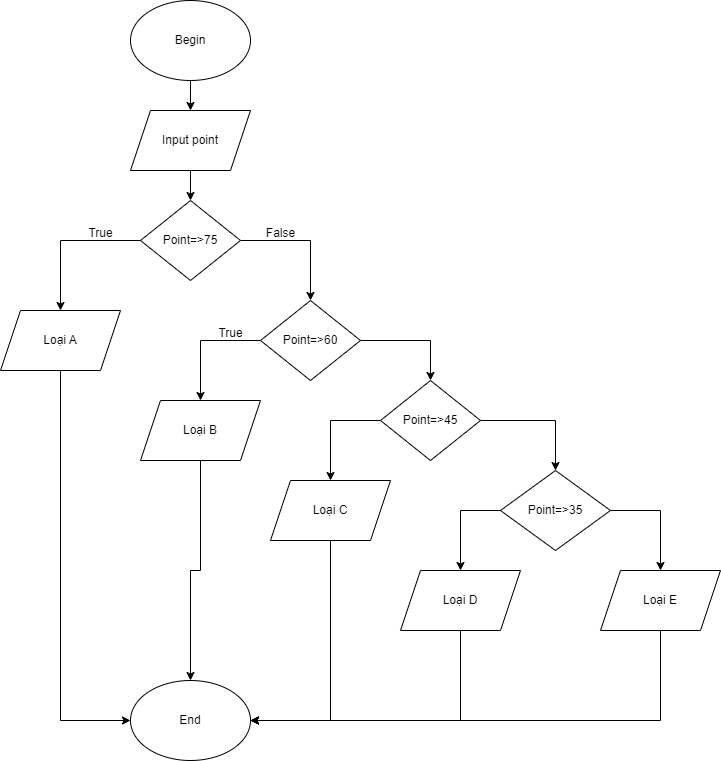 Begin
Input point
Point=>75
True
False
Loại A
Point=>60
True
Loại B
Point=>45
Loại C
Point=>35
Loại D
Loại E
End